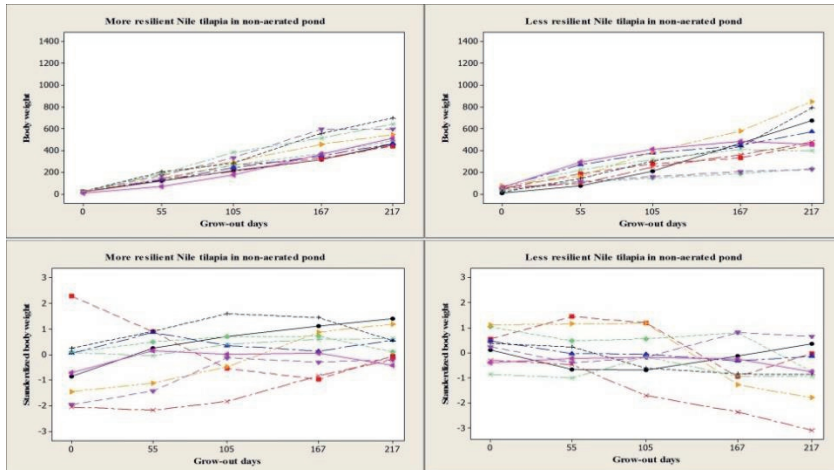 More resilient Nile tilapia in non-aerated pond
1400
1200
1000
800
600
400
200
0
Body weight
0 55 105 167 217
Grow-out days
Less resilient Nile tilapia in non-aerated pond
1400
1200
1000
800
600
400
200
0
Body weight
0 55 105 167 217
Grow-out days
More resilient Nile tilapia in non-aerated pond
3
2
1
0
-1
-2
-3
Standardized body weight
0 55 105 167 217
Grow-out days
Less resilient Nile tilapia in non-aerated pond
3
2
1
0
-1
-2
-3
Standardized body weight
0 55 105 167 217
Grow-out days